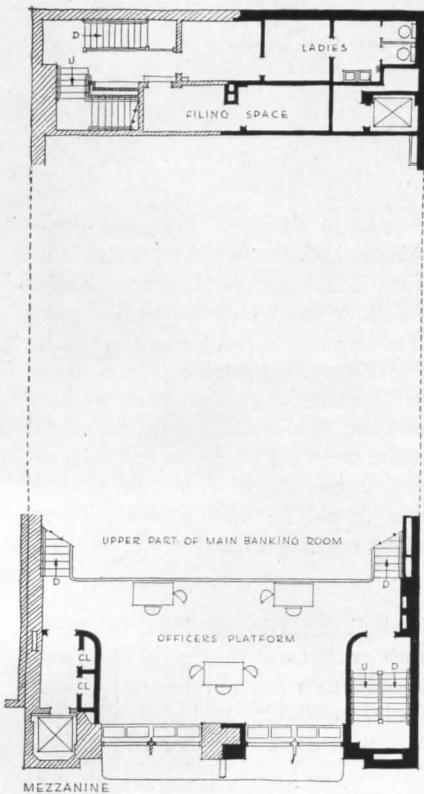 D
LADIES
U
FILING SPACE
UPPER PART OF MAIN BANKING ROOM
D
D
OFFICERS PLATFORM
CL
CL
U D
MEZZANINE